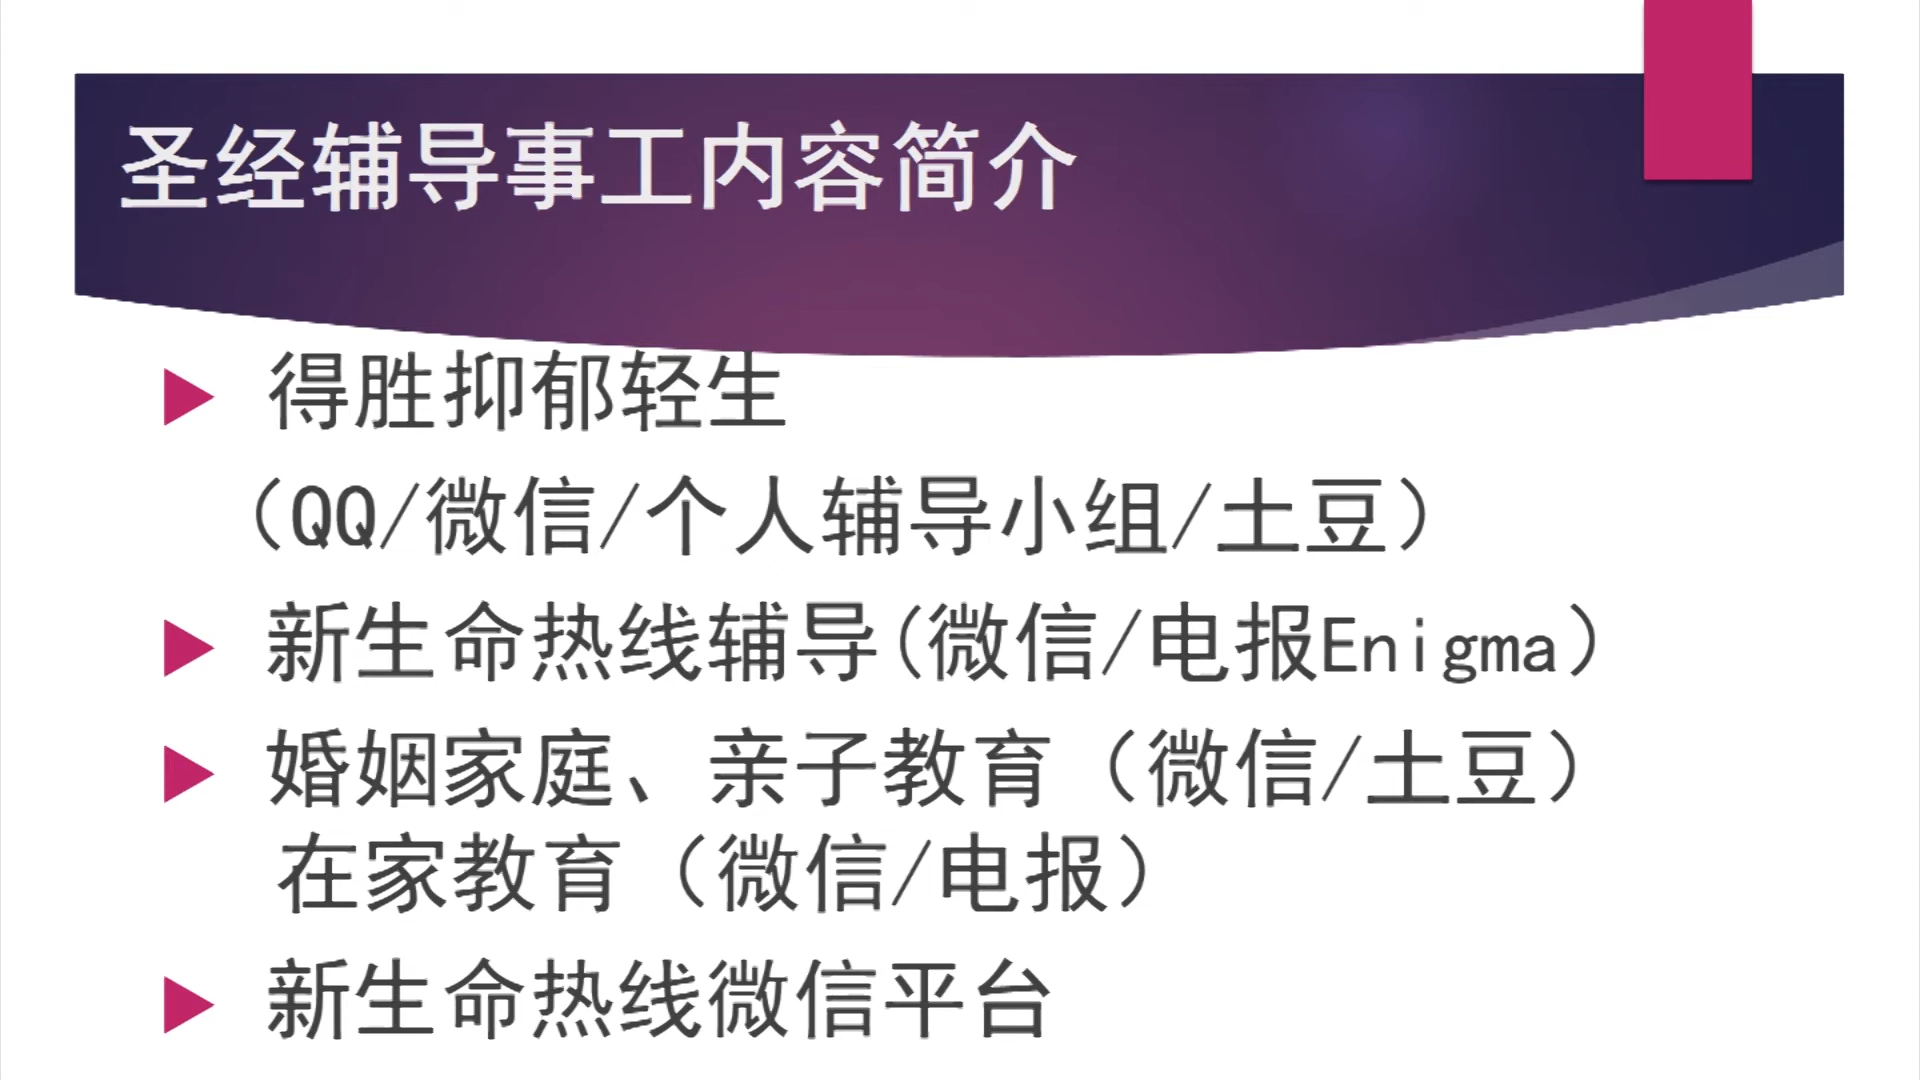 圣经辅导事工内容简介
得胜抑郁轻生
（QQ/微信/个人辅导小组/土豆）
新生命热线辅导(微信/电报Enigma）
婚姻家庭、亲子教育（微信/土豆）
在家教育（微信/电报）
新生命热线微信平台